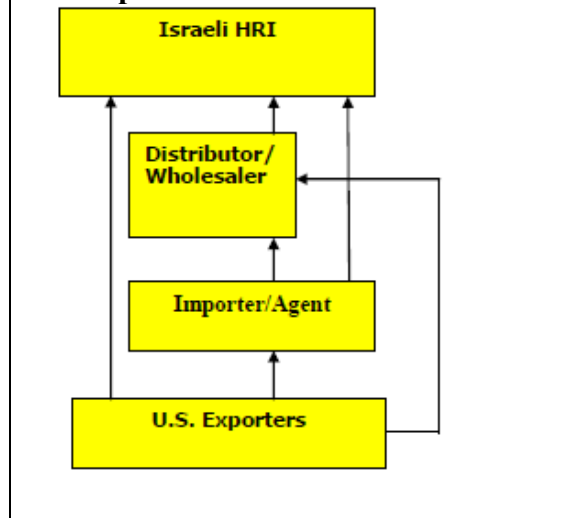 Israeli HRI
Distributor/
Wholesaler
Importer/Agent
U.S. Exporters